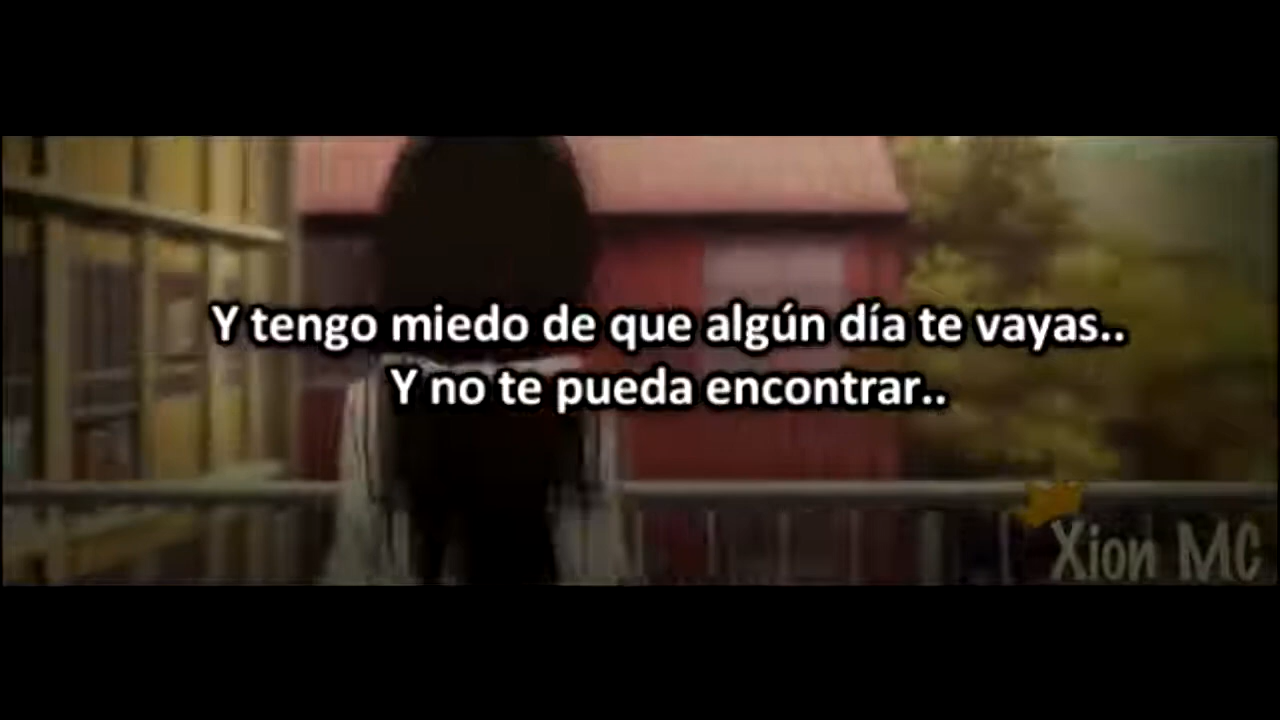 Y tengo miedo de que algún día te vayas..
Y no te pueda encontrar..
Xion MC